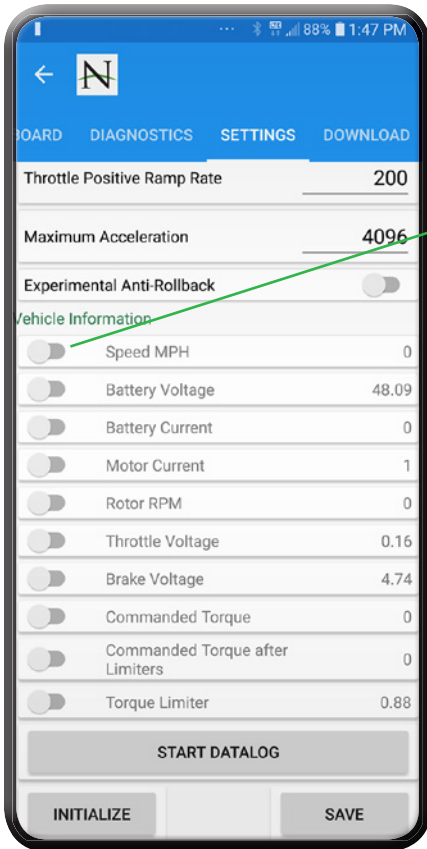 88% 1:47 PM
N
BOARD DIAGNOSTICS SETTINGS DOWNLOAD
Throttle Positive Ramp Rate 200
Maximum Acceleration 4096
Experimental Anti-Rollback
Vehicle Information
Speed MPH 0
Battery Voltage 48.09
Battery Current 0
Motor Current 1
Rotor RPM 0
Throttle Voltage 0.16
Brake Voltage 4.74
Commanded Torque 0
Commanded Torque after
Limiters 0
Torque Limiter 0.88
START DATALOG
INITIALIZE SAVE